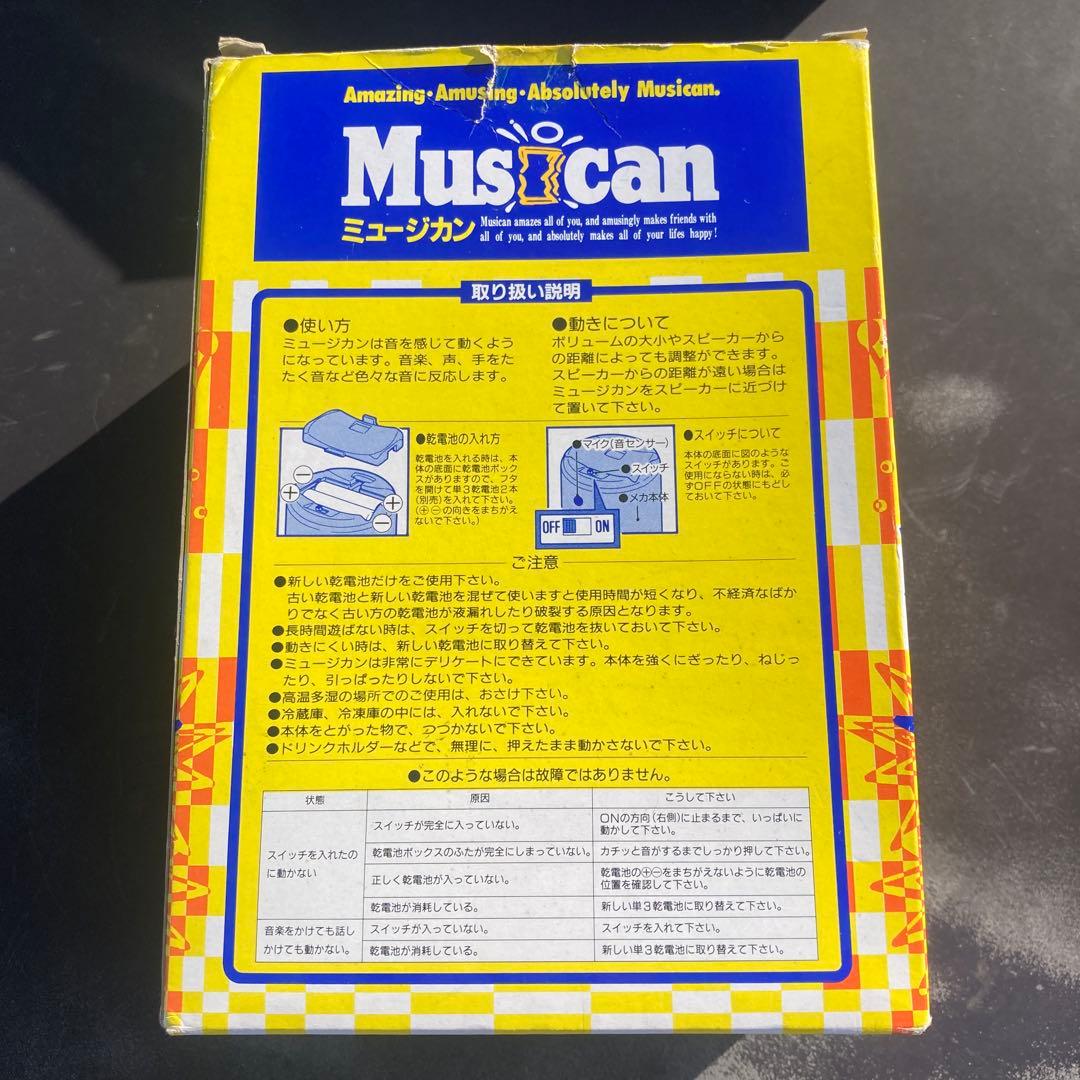 Amazing・Amusing・Absolutely Musican.
Musican
ミュージカン
Musican amazes all of you, and amusingly makes friends with
all of you, and absolutely makes all of your lifes happy!
取り扱い説明
●使い方
ミュージカンは音を感じて動くよう
になっています。音楽、声、手をた
たく音など色々な音に反応します。
●動きについて
ボリュームの大小やスピーカーから
の距離によっても調整ができます。
スピーカーからの距離が遠い場合は
ミュージカンをスピーカーに近づけ
て置いて下さい。
●乾電池の入れ方
乾電池を入れる時は、本
体の底面に乾電池ボック
スがありますので、フタ
を開けて単3乾電池2本
(別売)を入れて下さい。
(⊕⊖の向きをまちがえ
ないで下さい。)
⊖
⊕
⊕
⊖
●マイク(音センサー)
●スイッチ
●メカ本体
OFF ON
●スイッチについて
本体の底面に図のような
スイッチがあります。ご
使用にならない時は、必
ずOFFの状態にもどし
ておいて下さい。
ご注意
●新しい乾電池だけをご使用下さい。
古い乾電池と新しい乾電池を混ぜて使いますと使用時間が短くなり、不経済なばか
りでなく古い方の乾電池が液漏れしたり破裂する原因となります。
●長時間遊ばない時は、スイッチを切って乾電池を抜いておいて下さい。
●動きにくい時は、新しい乾電池に取り替えて下さい。
●ミュージカンは非常にデリケートにできています。本体を強くにぎったり、ねじっ
たり、引っぱったりしないで下さい。
●高温多湿の場所でのご使用は、おさけ下さい。
●冷蔵庫、冷凍庫の中には、入れないで下さい。
●本体をとがった物で、つつかないで下さい。
●ドリンクホルダーなどで、無理に、押えたまま動かさないで下さい。
●このような場合は故障ではありません。
状態 原因 こうして下さい
スイッチを入れたの
に動かない
スイッチが完全に入っていない。
ONの方向(右側)に止まるまで、いっぱいに
動かして下さい。
乾電池ボックスのふたが完全にしまっていない。 カチッと音がするまでしっかり押して下さい。
正しく乾電池が入っていない。
乾電池の⊕⊖をまちがえないように乾電池の
位置を確認して下さい。
乾電池が消耗している。 新しい単3乾電池に取り替えて下さい。
音楽をかけても話し
かけても動かない。
スイッチが入っていない。 スイッチを入れて下さい。
乾電池が消耗している。 新しい単3乾電池に取り替えて下さい。